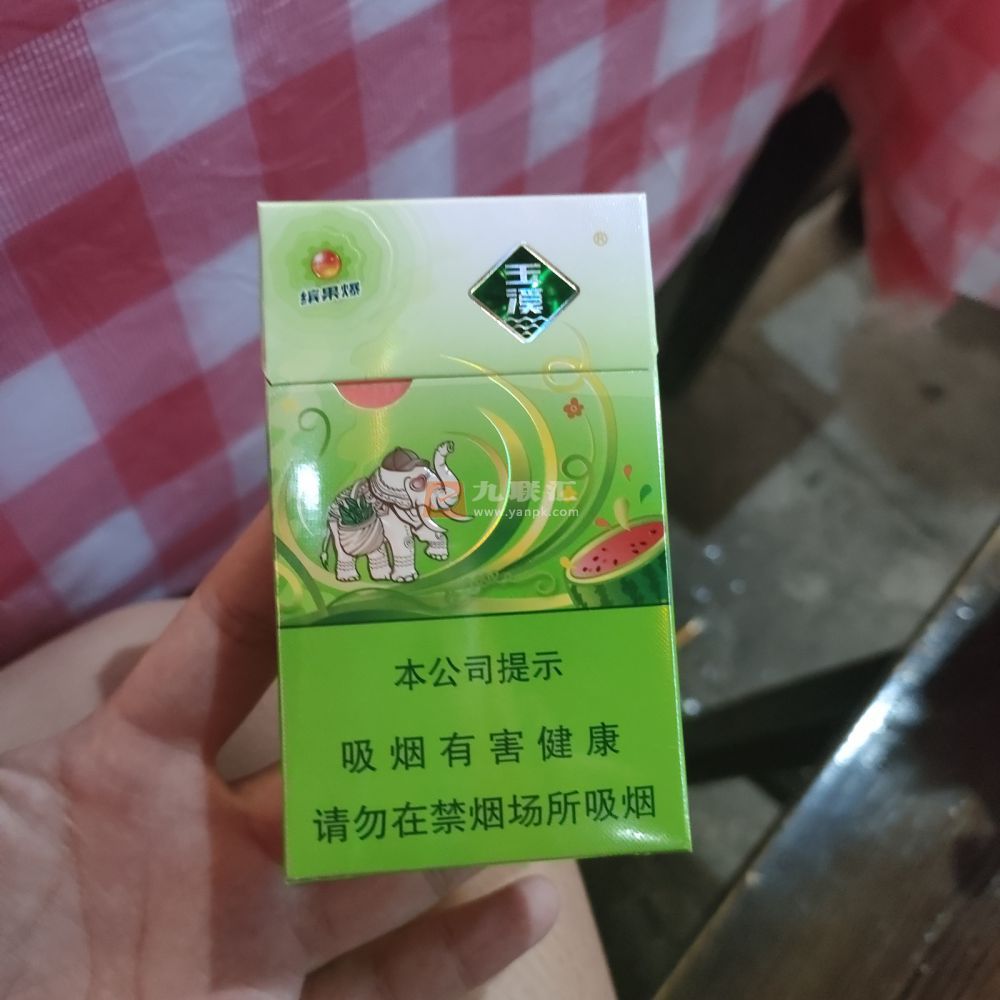 缤果爆
玉溪
®
九联汇
www.yanpk.com
本公司提示
吸烟有害健康
请勿在禁烟场所吸烟